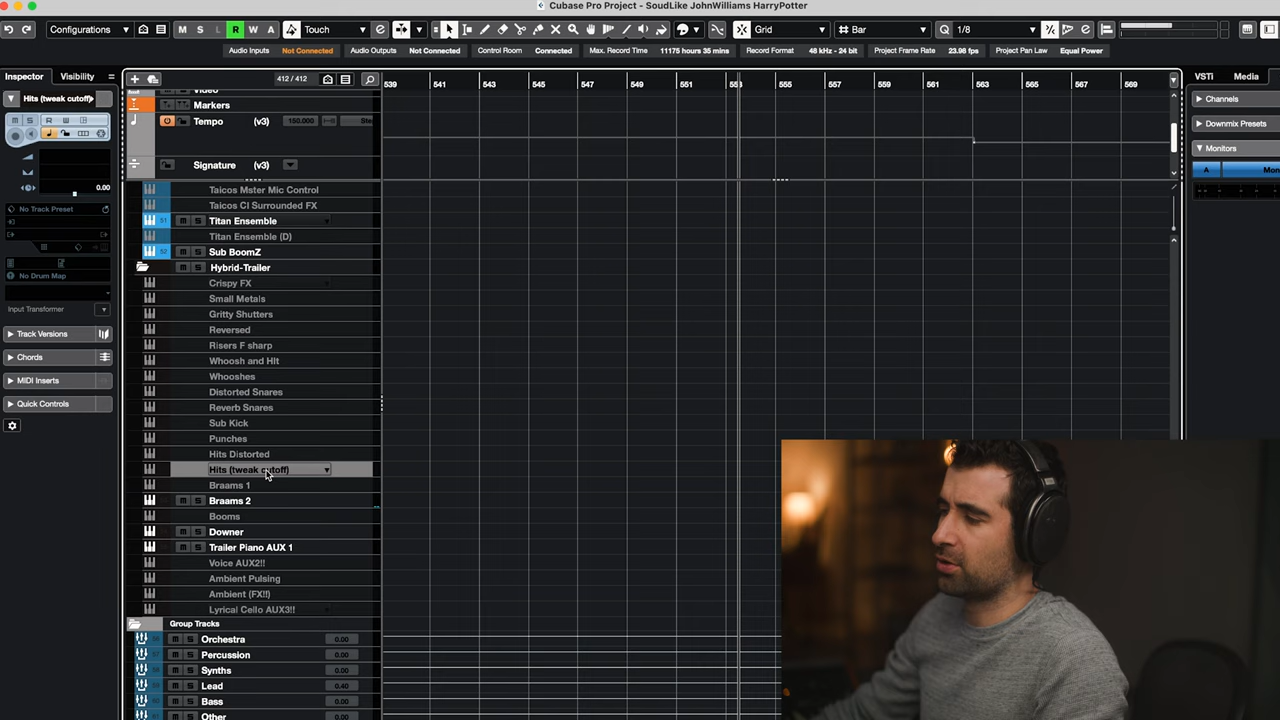 Cubase Pro Project - SoudLike JohnWilliams HarryPotter
Configurations M S L R W A Touch Grid Bar 1/8
Audio Inputs Not Connected Audio Outputs Not Connected Control Room Connected Max. Record Time 11175 hours 35 mins Record Format 48 kHz - 24 bit Project Frame Rate 23.98 fps Project Pan Law Equal Power
Inspector Visibility
412 / 412
539 541 543 545 547 549 551 555 557 559 561 563 565 567 569
VSTi Media
Hits (tweak cutoff)
Video
Markers
Channels
Tempo (v3) 150.000
Downmix Presets
Monitors
Signature (v3)
A
0.00
No Track Preset
No Drum Map
Input Transformer
Track Versions
Chords
MIDI Inserts
Quick Controls
Taicos Mster Mic Control
Taicos CI Surrounded FX
51 m S Titan Ensemble
Titan Ensemble (D)
52 m S Sub BoomZ
m S Hybrid-Trailer
Crispy FX
Small Metals
Gritty Shutters
Reversed
Risers F sharp
Whoosh and HIt
Whooshes
Distorted Snares
Reverb Snares
Sub Kick
Punches
Hits Distorted
Hits (tweak cutoff)
Braams 1
m S Braams 2
Booms
m S Downer
m S Trailer Piano AUX 1
Voice AUX2!!
Ambient Pulsing
Ambient (FX!!)
Lyrical Cello AUX3!!
Group Tracks
m S Orchestra 0.00
m S Percussion 0.00
m S Synths 0.00
m S Lead 0.40
m S Bass 0.00
m S Other 0.00